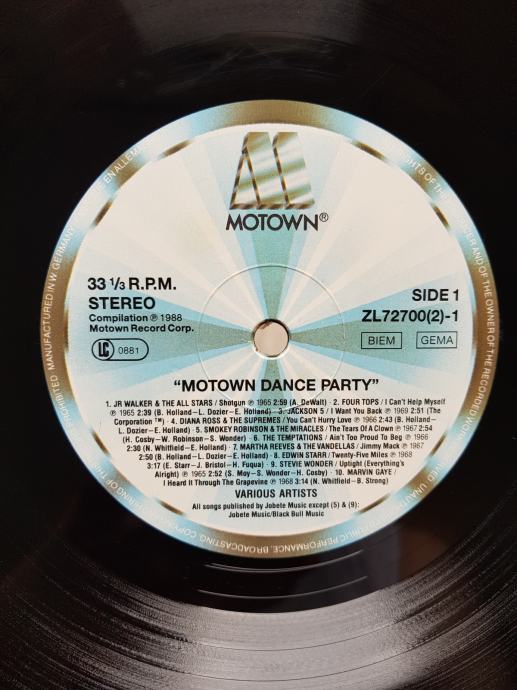 MOTOWN®
33 1/3 R.P.M.
STEREO
Compilation ℗ 1988
Motown Record Corp.
LC 0881
SIDE 1
ZL72700(2)-1
BIEM GEMA
"MOTOWN DANCE PARTY"
1. JR WALKER & THE ALL STARS / Shotgun ℗ 1965 2:59 (A. DeWalt) · 2. FOUR TOPS / I Can't Help Myself
℗ 1965 2:39 (B. Holland – L. Dozier – E. Holland) · 3. JACKSON 5 / I Want You Back ℗ 1969 2:51 (The
Corporation ™) · 4. DIANA ROSS & THE SUPREMES / You Can't Hurry Love ℗ 1966 2:43 (B. Holland –
L. Dozier – E. Holland) · 5. SMOKEY ROBINSON & THE MIRACLES / The Tears Of A Clown ℗ 1967 2:54
(H. Cosby – W. Robinson – S. Wonder) · 6. THE TEMPTATIONS / Ain't Too Proud To Beg ℗ 1966
2:30 (N. Whitfield – E. Holland) · 7. MARTHA REEVES & THE VANDELLAS / Jimmy Mack ℗ 1967
2:50 (B. Holland – L. Dozier – E. Holland) · 8. EDWIN STARR / Twenty-Five Miles ℗ 1968
3:17 (E. Starr – J. Bristol – H. Fuqua) · 9. STEVIE WONDER / Uptight (Everything's
Alright) ℗ 1965 2:52 (S. Moy – S. Wonder – H. Cosby) · 10. MARVIN GAYE /
I Heard It Through The Grapevine ℗ 1968 3:14 (N. Whitfield – B. Strong)
VARIOUS ARTISTS
All songs published by Jobete Music except (5) & (9):
Jobete Music/Black Bull Music
HTS OF THE OWNER OF THE RECORDED
PUBLIC PERFORMANCE, BROADCASTING COPYING
MANUFACTURED IN W. GERMANY
EN ALLEM